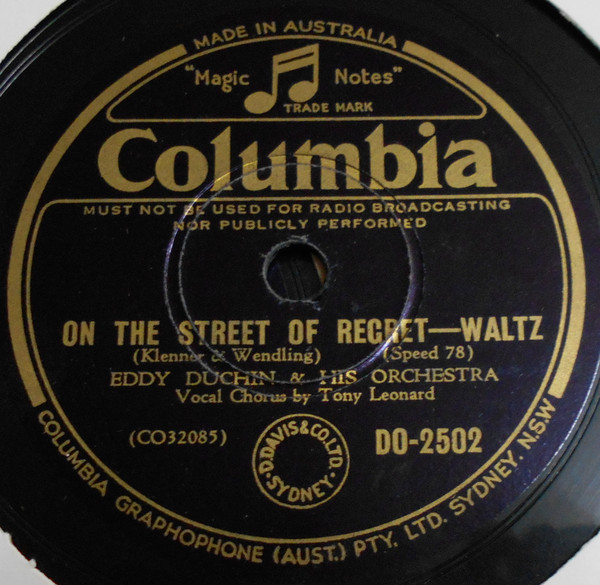 MADE IN AUSTRALIA
"Magic Notes"
TRADE MARK
Columbia
MUST NOT BE USED FOR RADIO BROADCASTING
NOR PUBLICLY PERFORMED
ON THE STREET OF REGRET—WALTZ
(Klenner & Wendling) (Speed 78)
EDDY DUCHIN & HIS ORCHESTRA
Vocal Chorus by Tony Leonard
(CO32085)
D.DAVIS&CO.LTD.
SYDNEY.
DO-2502
COLUMBIA GRAPHOPHONE (AUST.) PTY. LTD. SYDNEY. N.S.W